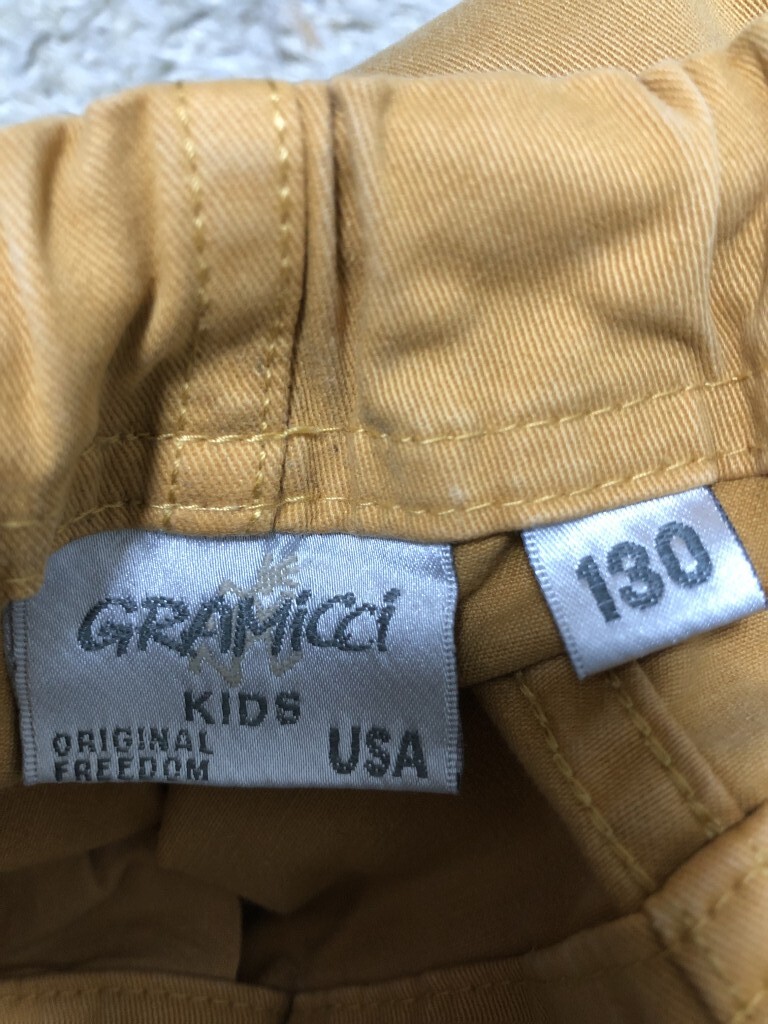 GRAMiCCi
KIDS
ORIGINAL
FREEDOM
USA
130